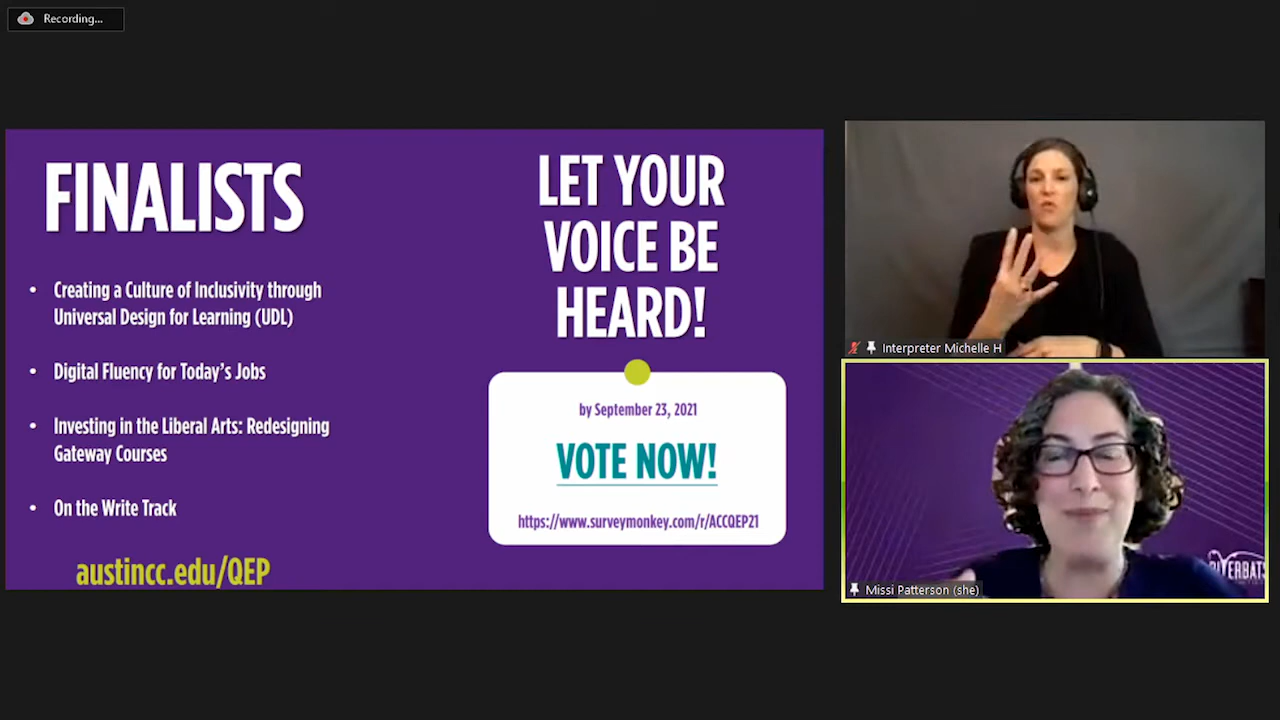 Recording...
FINALISTS
• Creating a Culture of Inclusivity through
Universal Design for Learning (UDL)
• Digital Fluency for Today's Jobs
• Investing in the Liberal Arts: Redesigning
Gateway Courses
• On the Write Track
austincc.edu/QEP
LET YOUR
VOICE BE
HEARD!
by September 23, 2021
VOTE NOW!
https://www.surveymonkey.com/r/ACCQEP21
Interpreter Michelle H
Missi Patterson (she)